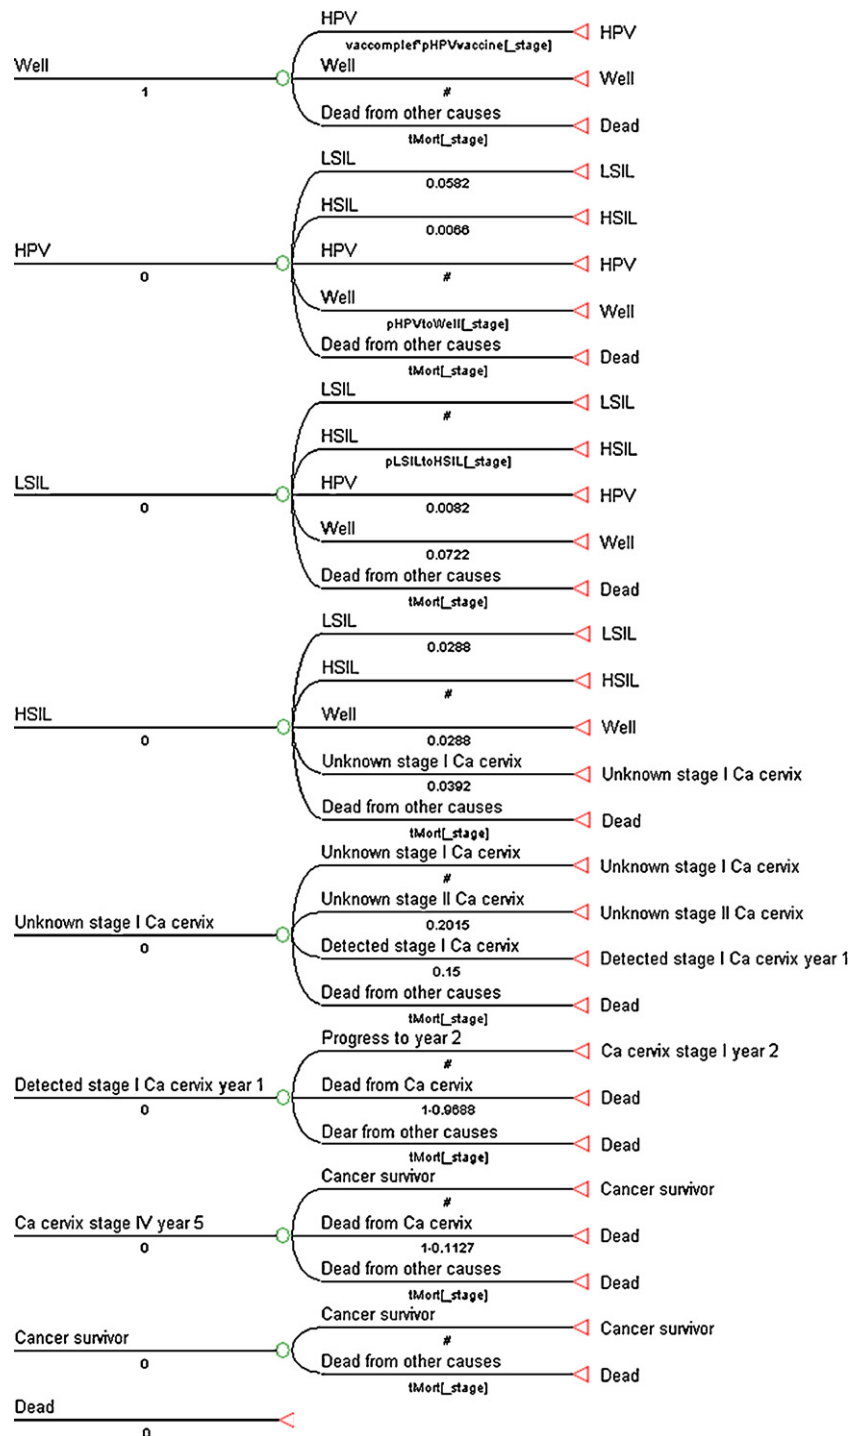 HPV
HPV
vaccomplef*pHPVvaccine[_stage]
Well
Well
Well
1
#
Dead from other causes
Dead
tMort[_stage]
LSIL
LSIL
0.0582
HSIL
HSIL
0.0066
HPV
HPV
HPV
0
#
Well
Well
pHPVtoWell[_stage]
Dead from other causes
Dead
tMort[_stage]
LSIL
LSIL
#
HSIL
HSIL
pLSILtoHSIL[_stage]
LSIL
HPV
HPV
0
0.0082
Well
Well
0.0722
Dead from other causes
Dead
tMort[_stage]
LSIL
LSIL
0.0288
HSIL
HSIL
#
HSIL
Well
Well
0
0.0288
Unknown stage I Ca cervix
Unknown stage I Ca cervix
0.0392
Dead from other causes
Dead
tMort[_stage]
Unknown stage I Ca cervix
Unknown stage I Ca cervix
#
Unknown stage II Ca cervix
Unknown stage II Ca cervix
0.2015
Unknown stage I Ca cervix
0
Detected stage I Ca cervix
Detected stage I Ca cervix year 1
0.15
Dead from other causes
Dead
tMort[_stage]
Progress to year 2
Ca cervix stage I year 2
#
Detected stage I Ca cervix year 1
Dead from Ca cervix
Dead
0
1-0.9688
Dear from other causes
Dead
tMort[_stage]
Cancer survivor
Cancer survivor
#
Ca cervix stage IV year 5
Dead from Ca cervix
Dead
0
1-0.1127
Dead from other causes
Dead
tMort[_stage]
Cancer survivor
Cancer survivor
#
Cancer survivor
0
Dead from other causes
Dead
tMort[_stage]
Dead
0